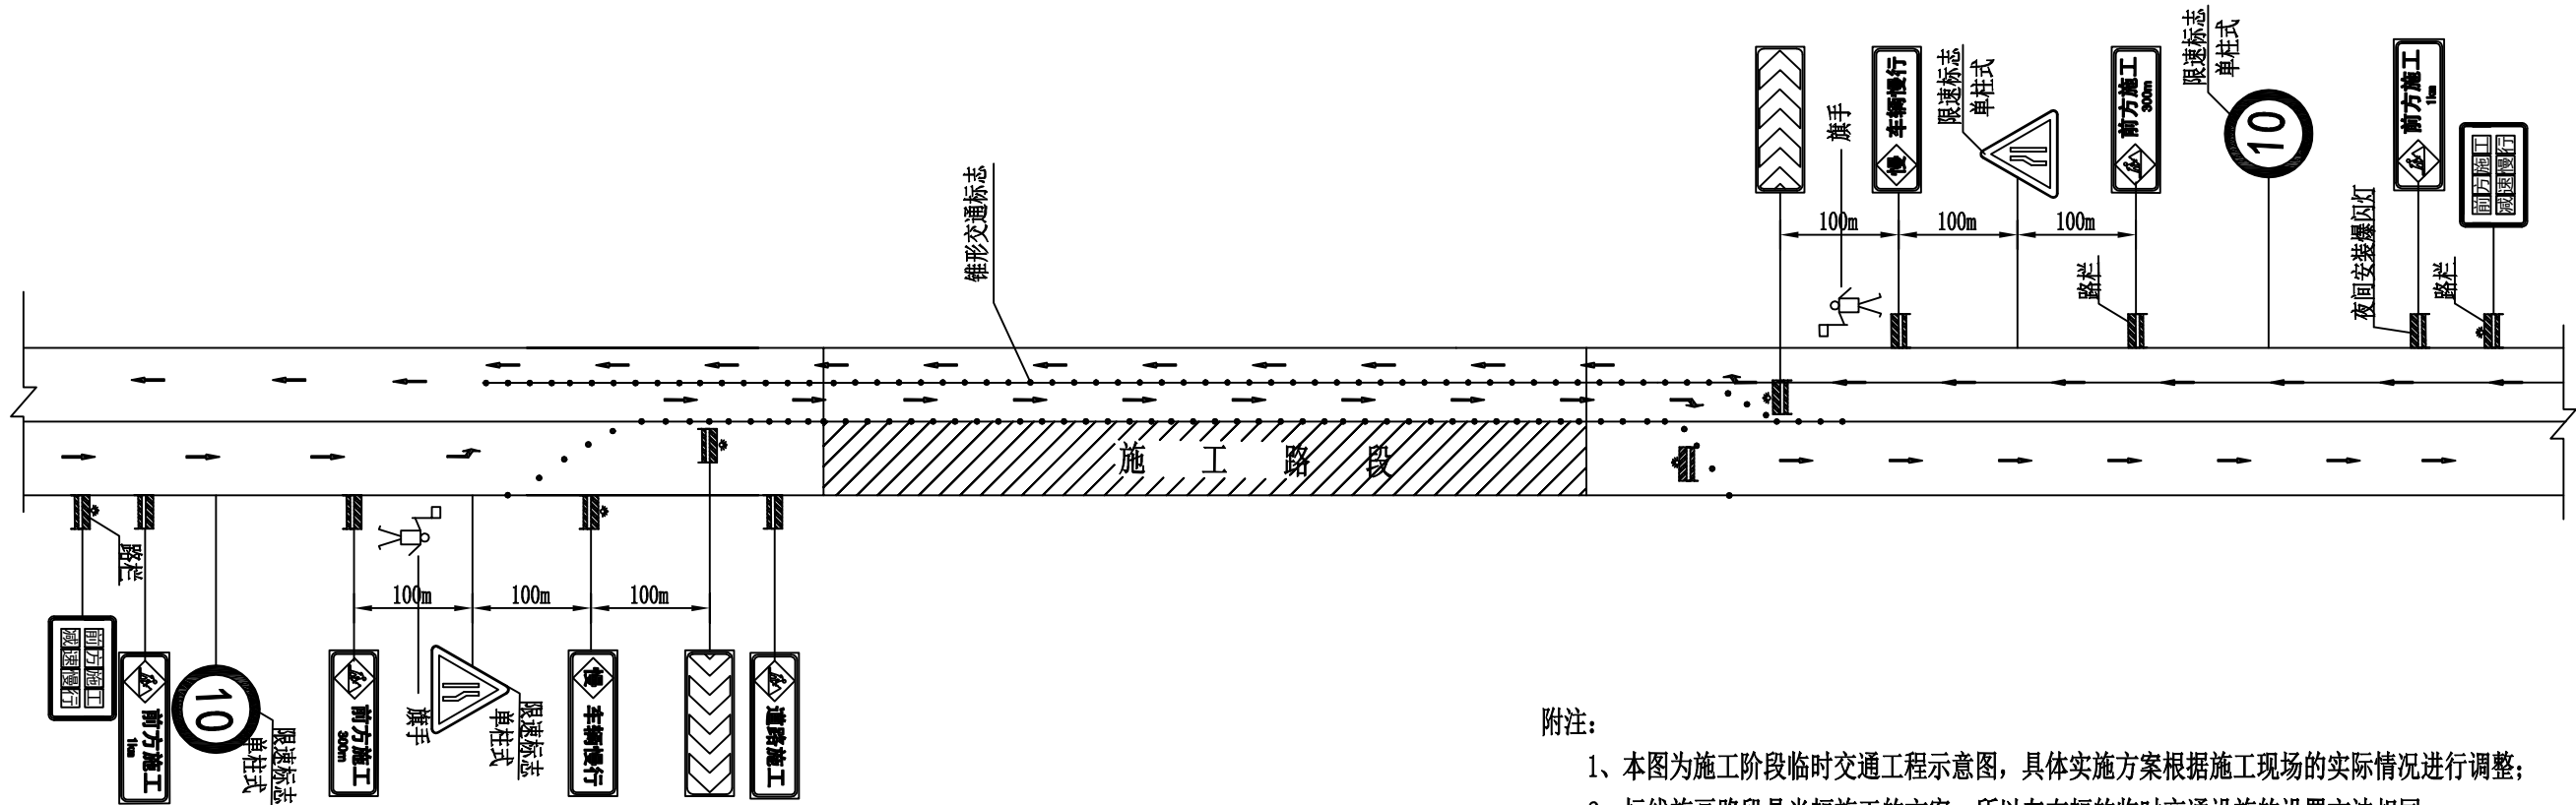 限速标志
单柱式
前方施工
1km
前方施工
减速慢行
前方施工
300m
限速标志
单柱式
车辆慢行
慢
旗手
10
100m
100m
100m
锥形交通标志
路栏
夜间安装爆闪灯
路栏
施工路段
路栏
100m
100m
100m
前方施工
减速慢行
前方施工
1km
10
限速标志
单柱式
前方施工
300m
旗手
限速标志
单柱式
慢
车辆慢行
道路施工
附注：
1、本图为施工阶段临时交通工程示意图，具体实施方案根据施工现场的实际情况进行调整；